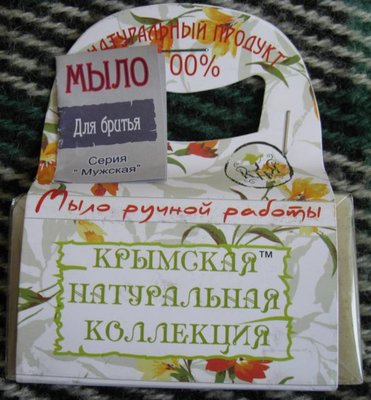 НАТУРАЛЬНЫЙ ПРОДУКТ
100%
МЫЛО
Для бритья
Серия
"Мужская"
Мыло ручной работы
КРЫМСКАЯ™
НАТУРАЛЬНАЯ
КОЛЛЕКЦИЯ